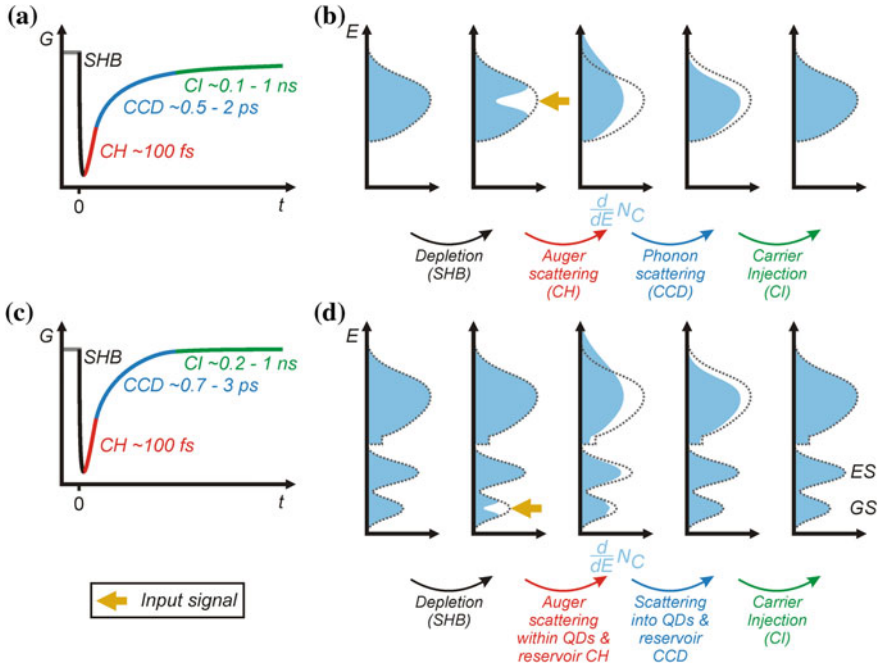 (a)
G
SHB
CI ~0.1 - 1 ns
CCD ~0.5 - 2 ps
CH ~100 fs
0
t
(b)
E
d/dE N_C
Depletion
(SHB)
Auger
scattering
(CH)
Phonon
scattering
(CCD)
Carrier
Injection
(CI)
(c)
G
SHB
CI ~0.2 - 1 ns
CCD ~0.7 - 3 ps
CH ~100 fs
0
t
Input signal
(d)
E
ES
GS
d/dE N_C
Depletion
(SHB)
Auger
scattering
within QDs &
reservoir CH
Scattering
into QDs &
reservoir
CCD
Carrier
Injection
(CI)